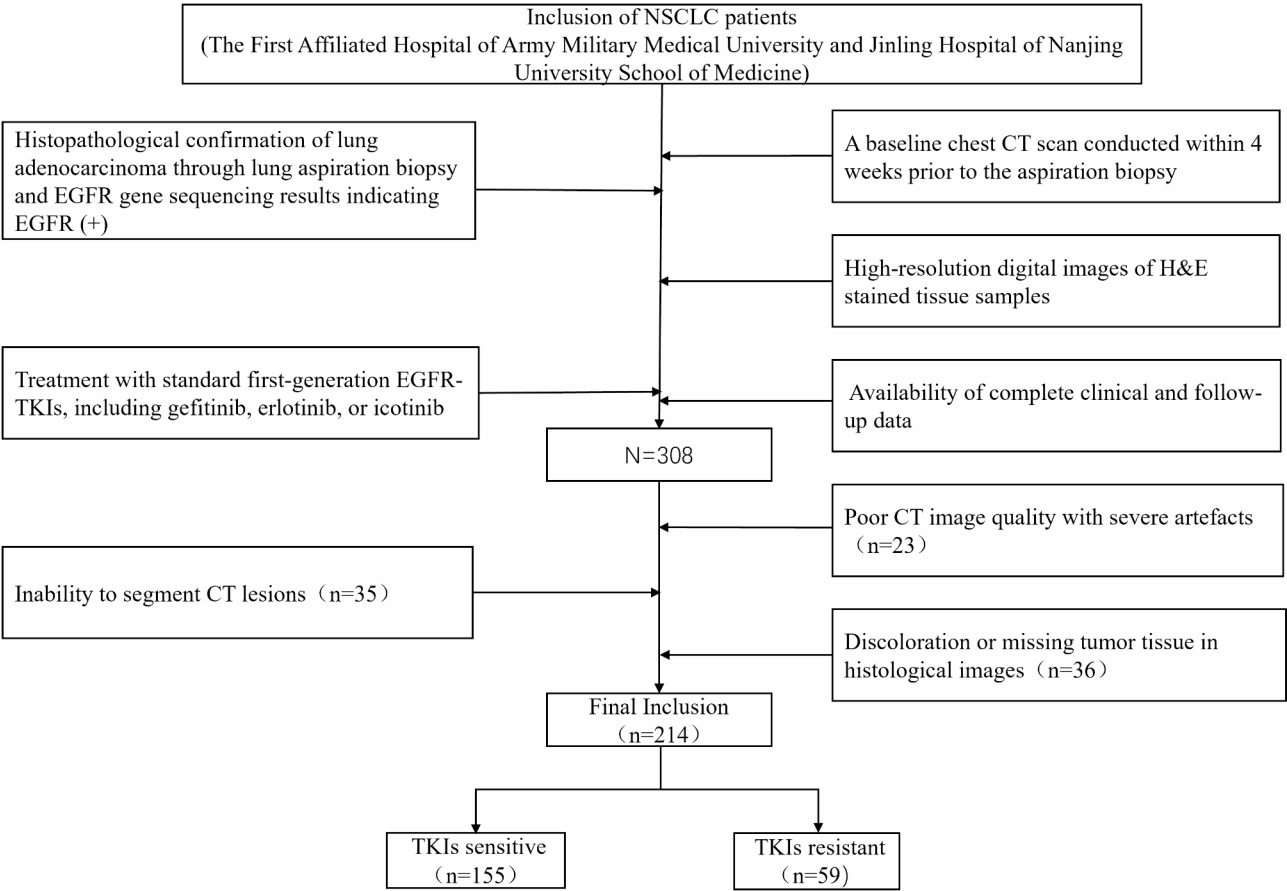 Inclusion of NSCLC patients
(The First Affiliated Hospital of Army Military Medical University and Jinling Hospital of Nanjing
University School of Medicine)
Histopathological confirmation of lung
adenocarcinoma through lung aspiration biopsy
and EGFR gene sequencing results indicating
EGFR (+)
A baseline chest CT scan conducted within 4
weeks prior to the aspiration biopsy
High-resolution digital images of H&E
stained tissue samples
Treatment with standard first-generation EGFR-
TKIs, including gefitinib, erlotinib, or icotinib
Availability of complete clinical and follow-
up data
N=308
Poor CT image quality with severe artefacts
（n=23）
Inability to segment CT lesions（n=35）
Discoloration or missing tumor tissue in
histological images（n=36）
Final Inclusion
（n=214）
TKIs sensitive
（n=155）
TKIs resistant
（n=59）